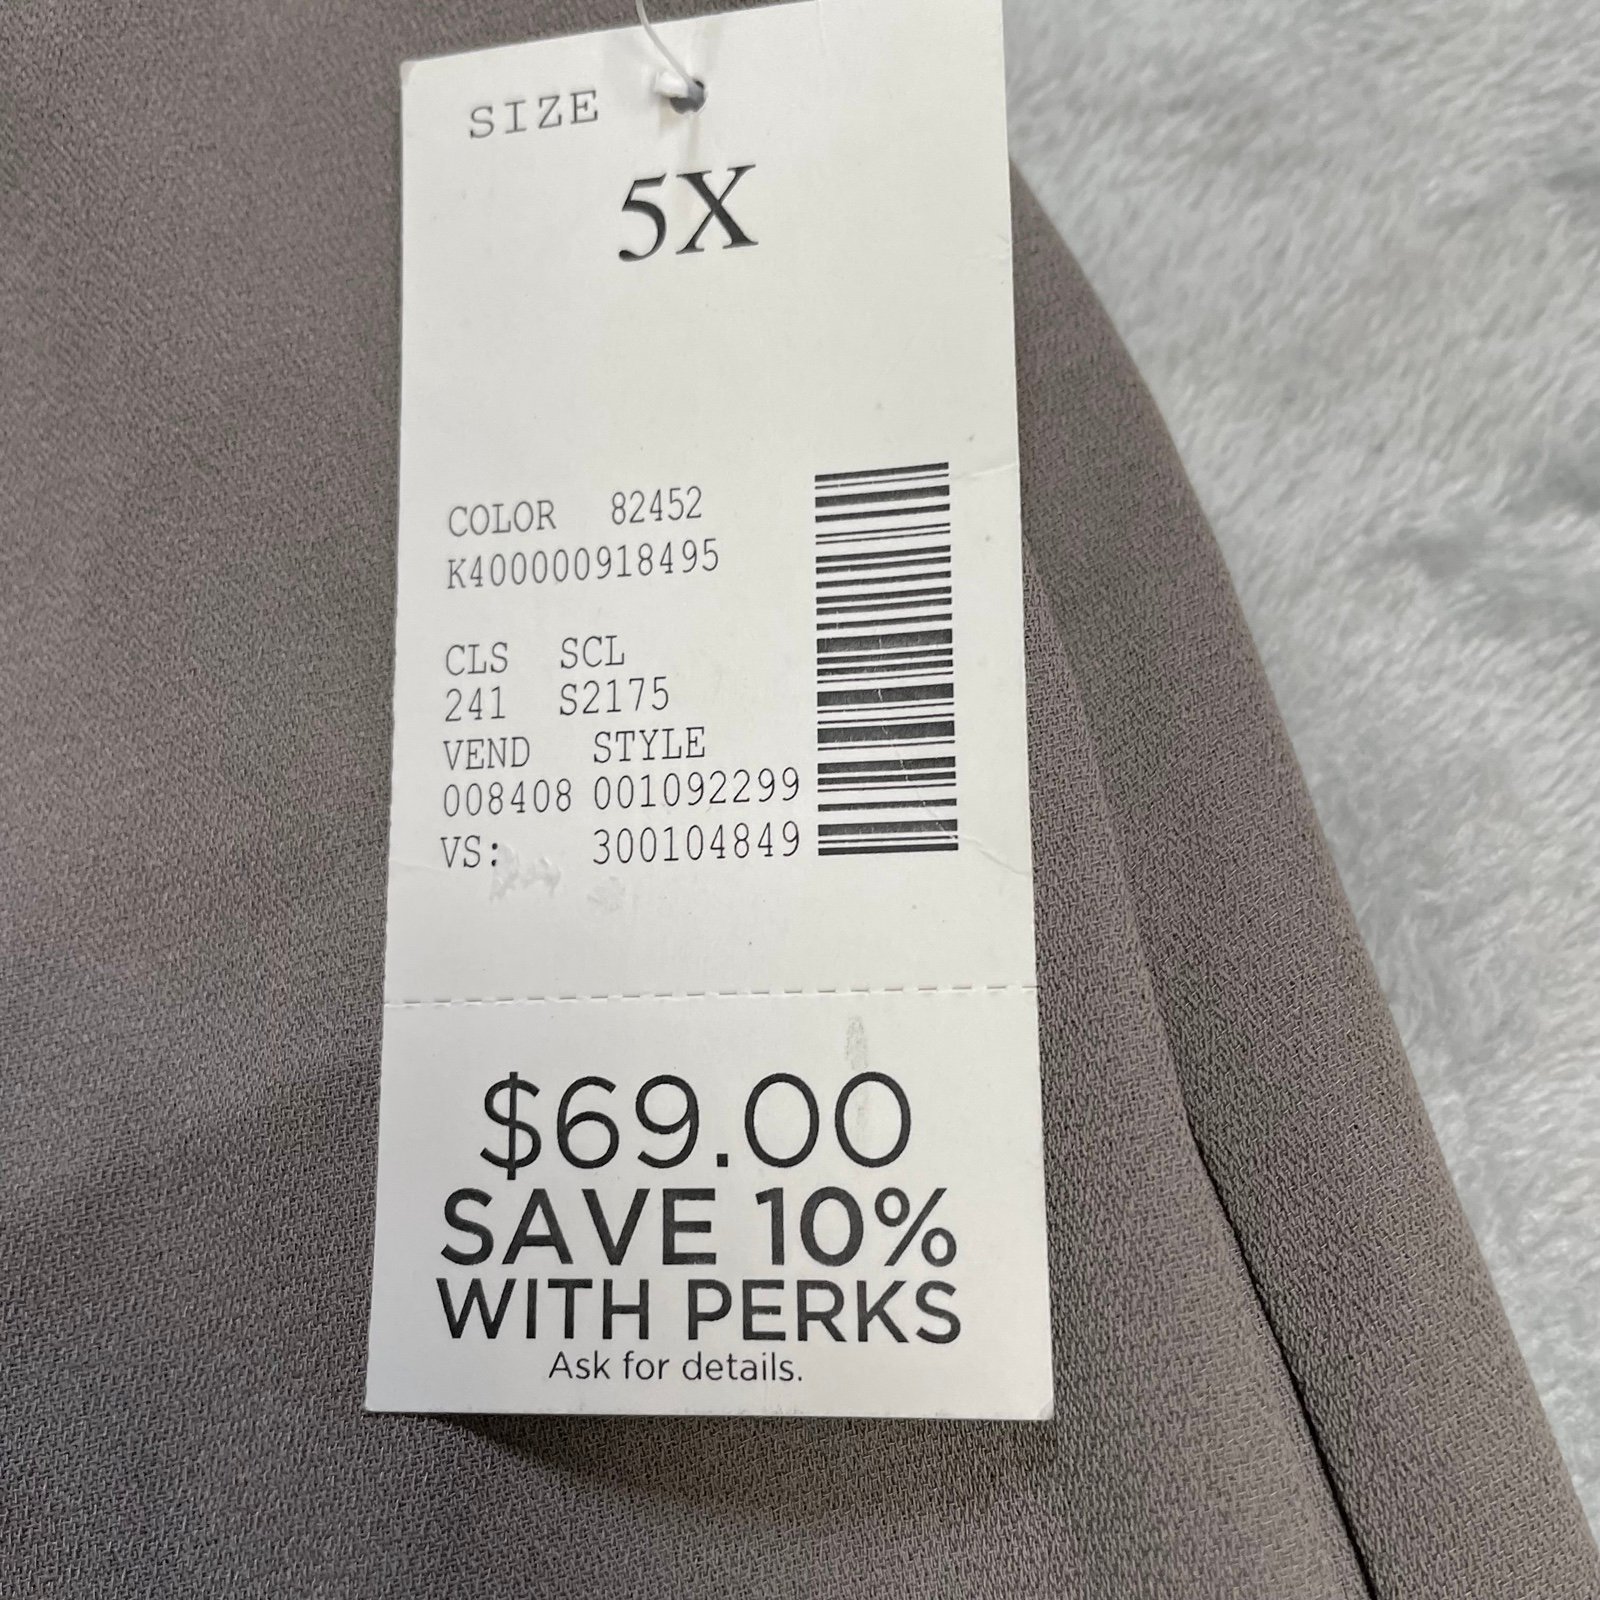 SIZE
5X
COLOR 82452
K400000918495
CLS SCL
241 S2175
VEND STYLE
008408 001092299
VS: 300104849
$69.00
SAVE 10%
WITH PERKS
Ask for details.